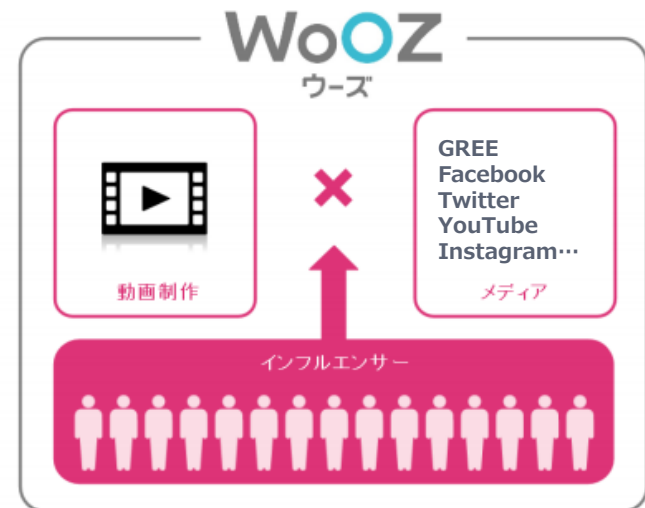 WoOZ
ウーズ
動画制作
GREE
Facebook
Twitter
YouTube
Instagram…
メディア
インフルエンサー